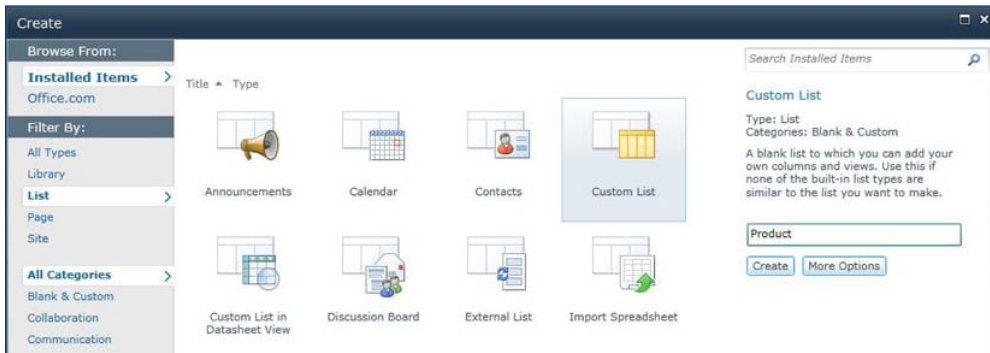 Create
Browse From:
Installed Items
Office.com
Filter By:
All Types
Library
List
Page
Site
All Categories
Blank & Custom
Collaboration
Communication
Title Type
Announcements
Calendar
Contacts
Custom List
Custom List in
Datasheet View
Discussion Board
External List
Import Spreadsheet
Search Installed Items
Custom List
Type: List
Categories: Blank & Custom
A blank list to which you can add your
own columns and views. Use this if
none of the built-in list types are
similar to the list you want to make.
Product
Create More Options